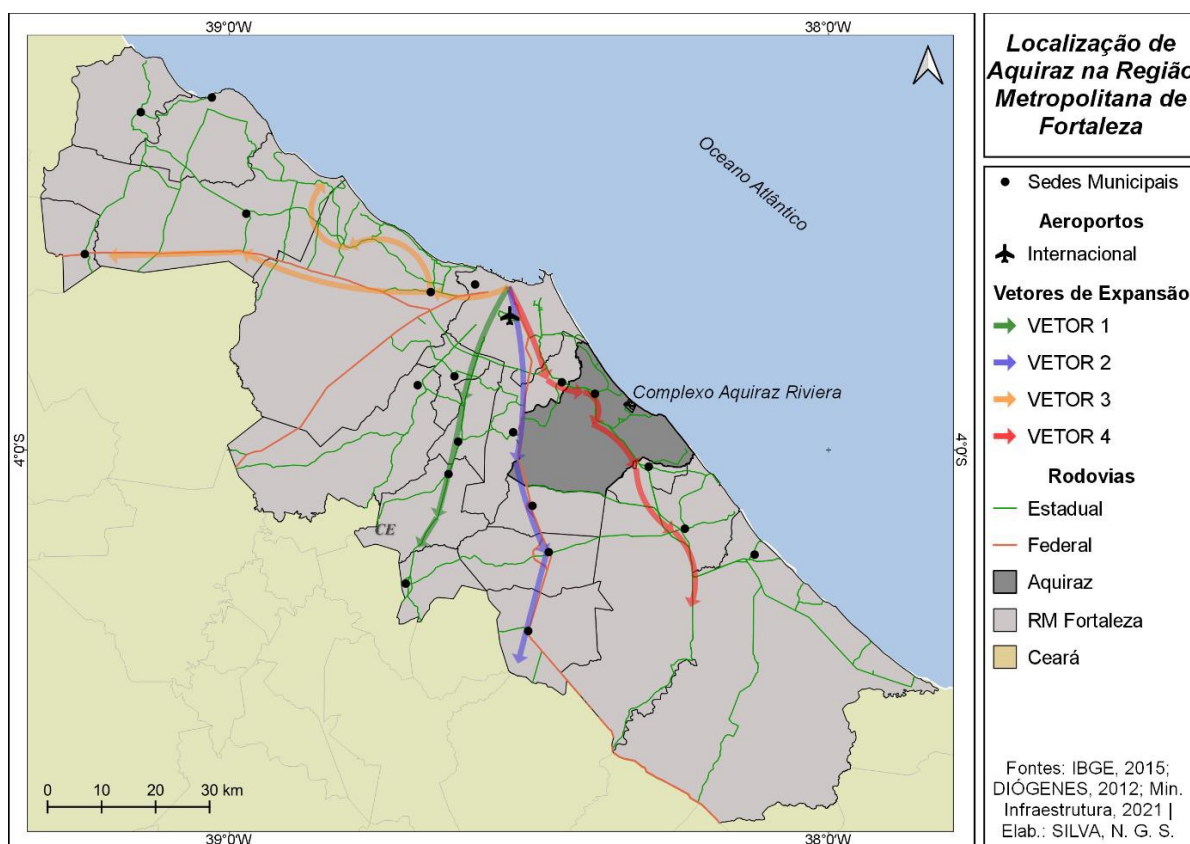 39°0'W
38°0'W
Localização de
Aquiraz na Região
Metropolitana de
Fortaleza
Oceano Atlântico
Complexo Aquiraz Riviera
4°0'S
4°0'S
CE
0 10 20 30 km
39°0'W
38°0'W
Sedes Municipais
Aeroportos
Internacional
Vetores de Expansão
VETOR 1
VETOR 2
VETOR 3
VETOR 4
Rodovias
Estadual
Federal
Aquiraz
RM Fortaleza
Ceará
Fontes: IBGE, 2015;
DIÓGENES, 2012; Min.
Infraestrutura, 2021 |
Elab.: SILVA, N. G. S.